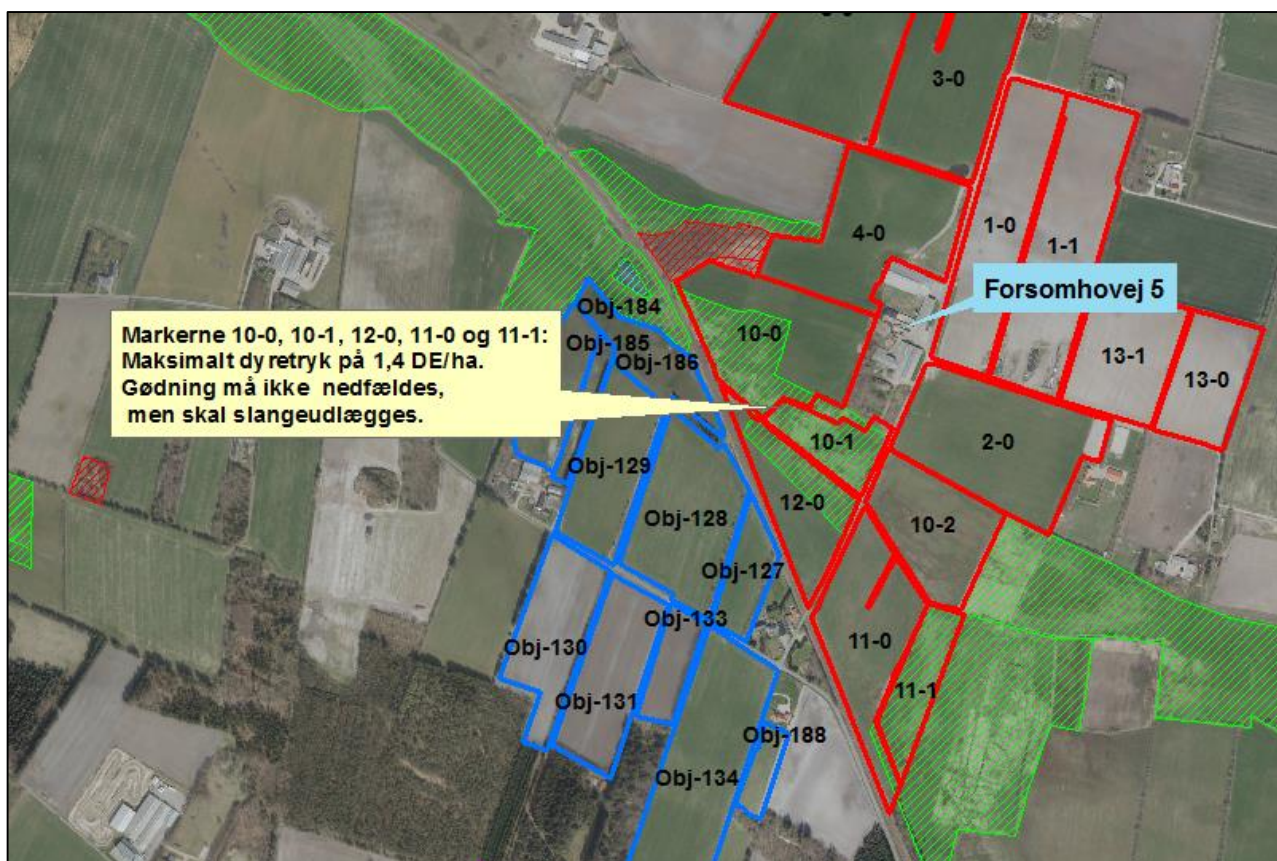 3-0
4-0
1-0
1-1
Forsomhovej 5
Obj-184
10-0
Markerne 10-0, 10-1, 12-0, 11-0 og 11-1:
Maksimalt dyretryk på 1,4 DE/ha.
Gødning må ikke nedfældes,
men skal slangeudlægges.
Obj-185
Obj-186
13-1
13-0
10-1
2-0
Obj-129
12-0
Obj-128
10-2
Obj-127
Obj-133
11-0
Obj-130
11-1
Obj-131
Obj-188
Obj-134